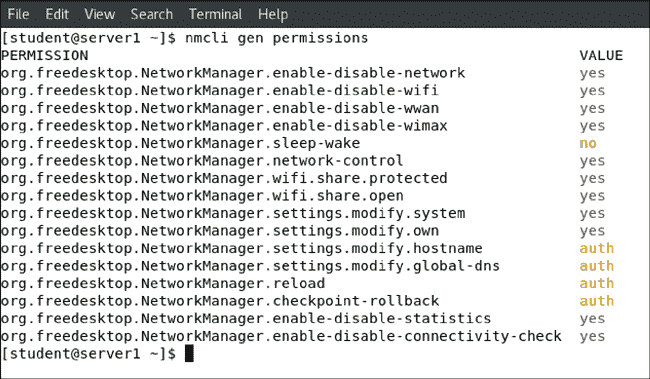 File Edit View Search Terminal Help
[student@server1 ~]$ nmcli gen permissions
PERMISSION VALUE
org.freedesktop.NetworkManager.enable-disable-network yes
org.freedesktop.NetworkManager.enable-disable-wifi yes
org.freedesktop.NetworkManager.enable-disable-wwan yes
org.freedesktop.NetworkManager.enable-disable-wimax yes
org.freedesktop.NetworkManager.sleep-wake no
org.freedesktop.NetworkManager.network-control yes
org.freedesktop.NetworkManager.wifi.share.protected yes
org.freedesktop.NetworkManager.wifi.share.open yes
org.freedesktop.NetworkManager.settings.modify.system yes
org.freedesktop.NetworkManager.settings.modify.own yes
org.freedesktop.NetworkManager.settings.modify.hostname auth
org.freedesktop.NetworkManager.settings.modify.global-dns auth
org.freedesktop.NetworkManager.reload auth
org.freedesktop.NetworkManager.checkpoint-rollback auth
org.freedesktop.NetworkManager.enable-disable-statistics yes
org.freedesktop.NetworkManager.enable-disable-connectivity-check yes
[student@server1 ~]$